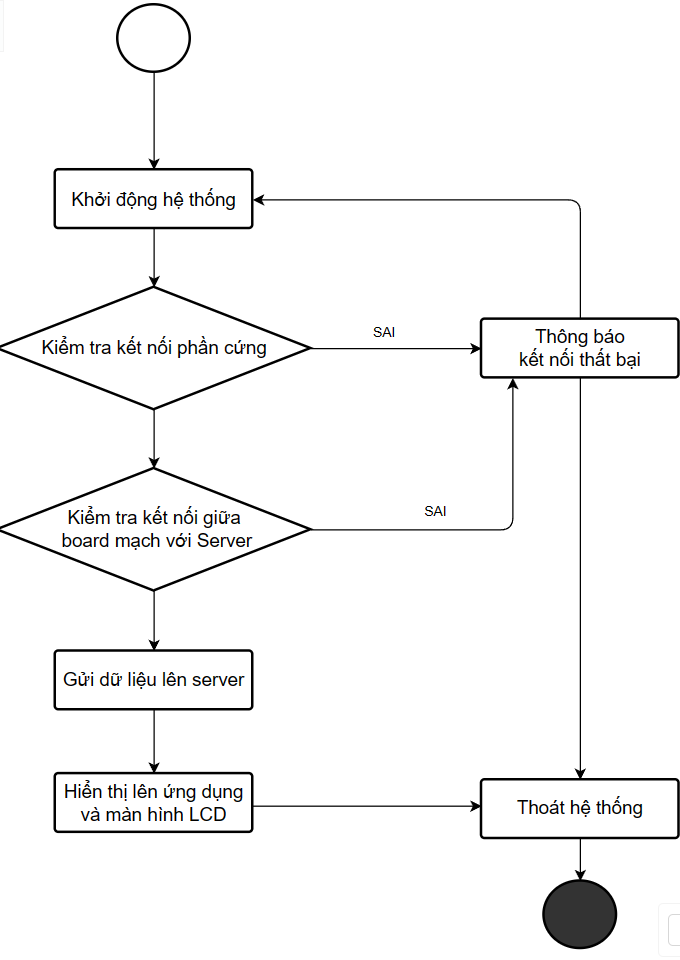 Khởi động hệ thống
Kiểm tra kết nối phần cứng
SAI
Thông báo
kết nối thất bại
Kiểm tra kết nối giữa
board mạch với Server
SAI
Gửi dữ liệu lên server
Hiển thị lên ứng dụng
và màn hình LCD
Thoát hệ thống